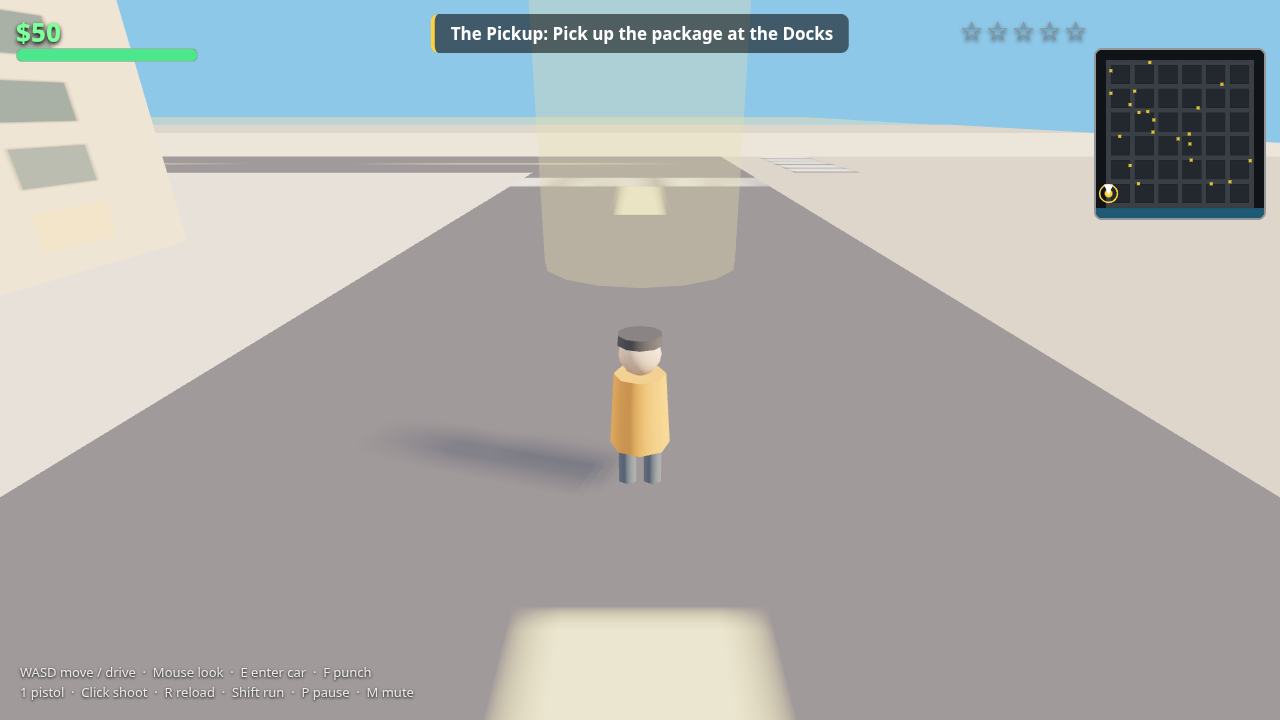 $50
The Pickup: Pick up the package at the Docks
WASD move / drive · Mouse look · E enter car · F punch
1 pistol · Click shoot · R reload · Shift run · P pause · M mute